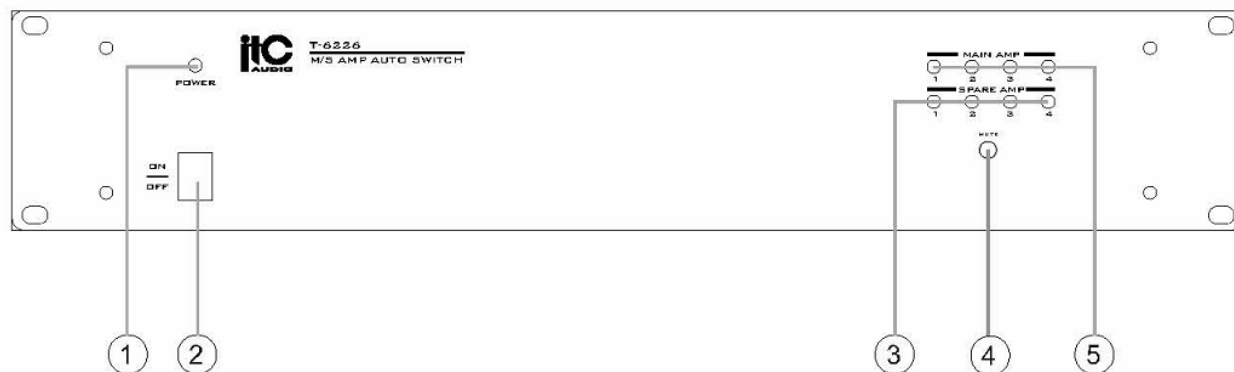 itC
AUDIO
T-6226
M/S AMP AUTO SWITCH
POWER
ON
OFF
MAIN AMP
1 2 3 4
SPARE AMP
1 2 3 4
MUTE
1 2 3 4 5